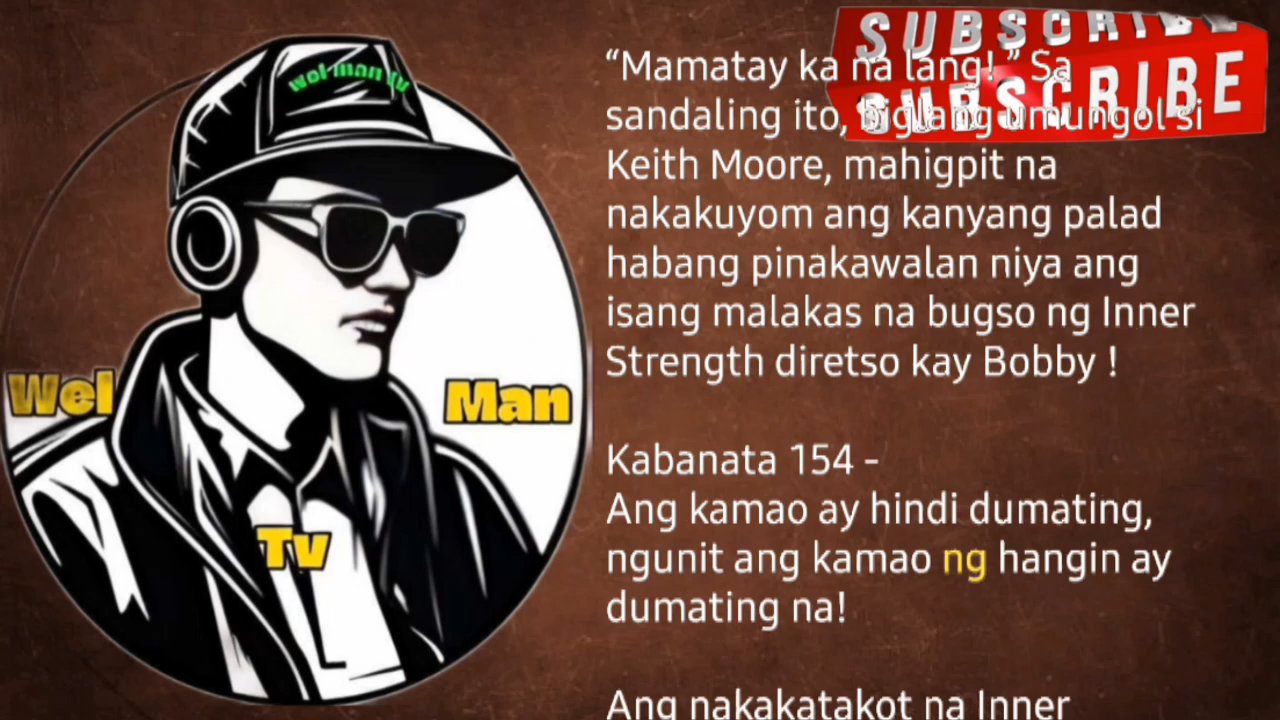 wel man tv
Wel
Man
Tv
SUBSCRIBE
SUBSCRIBE
“Mamatay ka na lang! ” Sa
sandaling ito, biglang umungol si
Keith Moore, mahigpit na
nakakuyom ang kanyang palad
habang pinakawalan niya ang
isang malakas na bugso ng Inner
Strength diretso kay Bobby !
Kabanata 154 -
Ang kamao ay hindi dumating,
ngunit ang kamao ng hangin ay
dumating na!
Ang nakakatakot na Inner